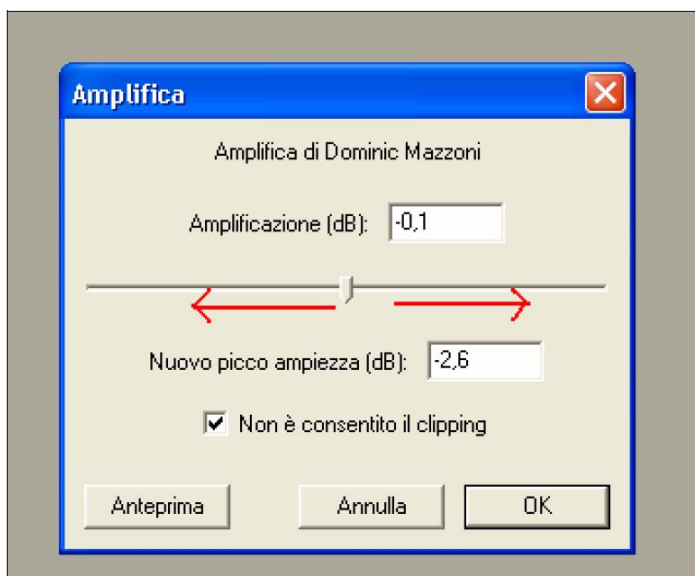 Amplifica
Amplifica di Dominic Mazzoni
Amplificazione (dB): -0,1
Nuovo picco ampiezza (dB): -2,6
Non è consentito il clipping
Anteprima Annulla OK